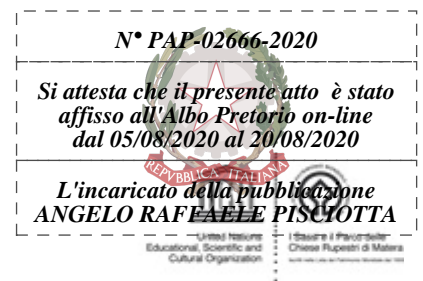 N° PAP-02666-2020
Si attesta che il presente atto è stato
affisso all'Albo Pretorio on-line
dal 05/08/2020 al 20/08/2020
REPVBBLICA ITALIANA
L'incaricato della pubblicazione
ANGELO RAFFAELE PISCIOTTA
United Nations
Educational, Scientific and
Cultural Organization
I Sassi e il Parco delle
Chiese Rupestri di Matera